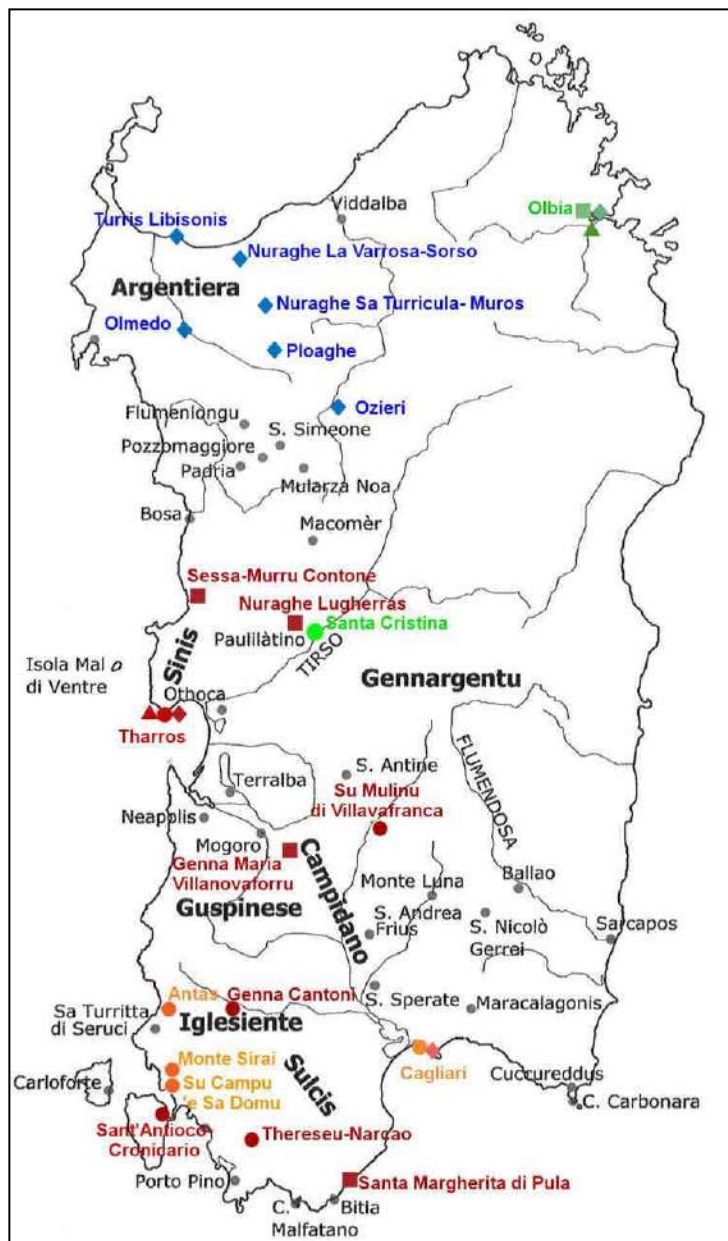 Viddalba
Olbia
Turris Libisonis
Nuraghe La Varrosa-Sorso
Argentiera
Nuraghe Sa Turricula- Muros
Olmedo
Ploaghe
Ozieri
Flumenlongu
S. Simeone
Pozzomaggiore
Padria
Mularza Noa
Bosa
Macomèr
Sessa-Murru Contone
Nuraghe Lugherras
Santa Cristina
Paulilàtino
TIRSO
Sinis
Isola Mal
di Ventre
Gennargentu
Othoca
Tharros
FLUMENDOSA
S. Antine
Terralba
Su Mulinu
di Villavafranca
Neapolis
Mogoro
Genna Maria
Villanovaforru
Campidano
Monte Luna
Ballao
Guspinese
S. Andrea
Frius
S. Nicolò
Gerrei
Sarcapos
Antas
Genna Cantoni
S. Sperate
Maracalagonis
Sa Turritta
di Seruci
Iglesiente
Monte Sirai
Sulcis
Cagliari
Cuccureddus
Carloforte
Su Campu
'e Sa Domu
C. Carbonara
Sant'Antioco
Cronicario
Thereseu-Narcao
Porto Pino
Santa Margherita di Pula
C.
Malfatano
Bitia